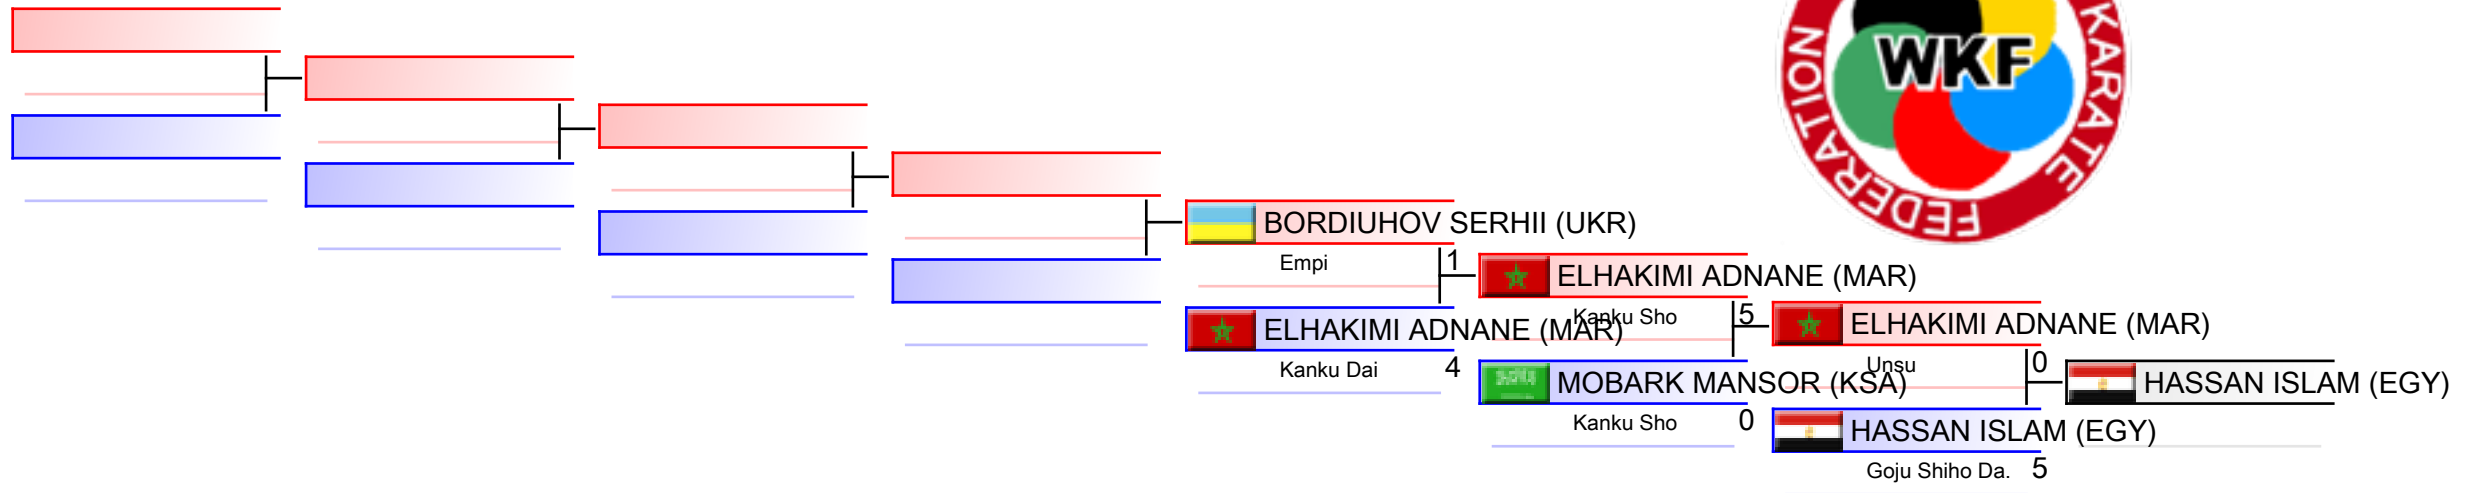 KARATE
FEDERATION
WKF
BORDIUHOV SERHII (UKR)
Empi
1
ELHAKIMI ADNANE (MAR)
Kanku Dai
4
ELHAKIMI ADNANE (MAR)
Kanku Sho
5
MOBARK MANSOR (KSA)
Kanku Sho
0
ELHAKIMI ADNANE (MAR)
Unsu
0
HASSAN ISLAM (EGY)
Goju Shiho Da.
5
HASSAN ISLAM (EGY)